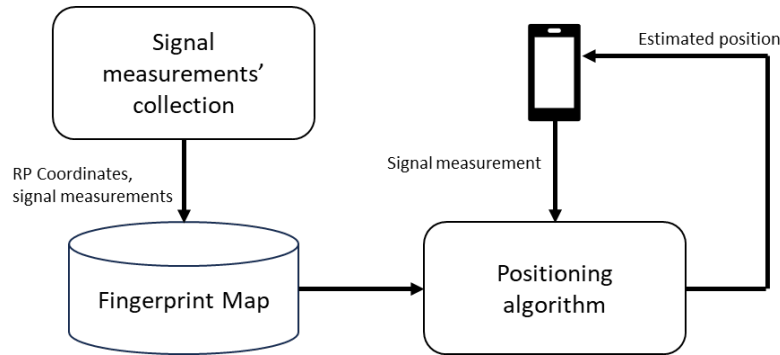 Signal
measurements’
collection
RP Coordinates,
signal measurements
Fingerprint Map
Estimated position
Signal measurement
Positioning
algorithm